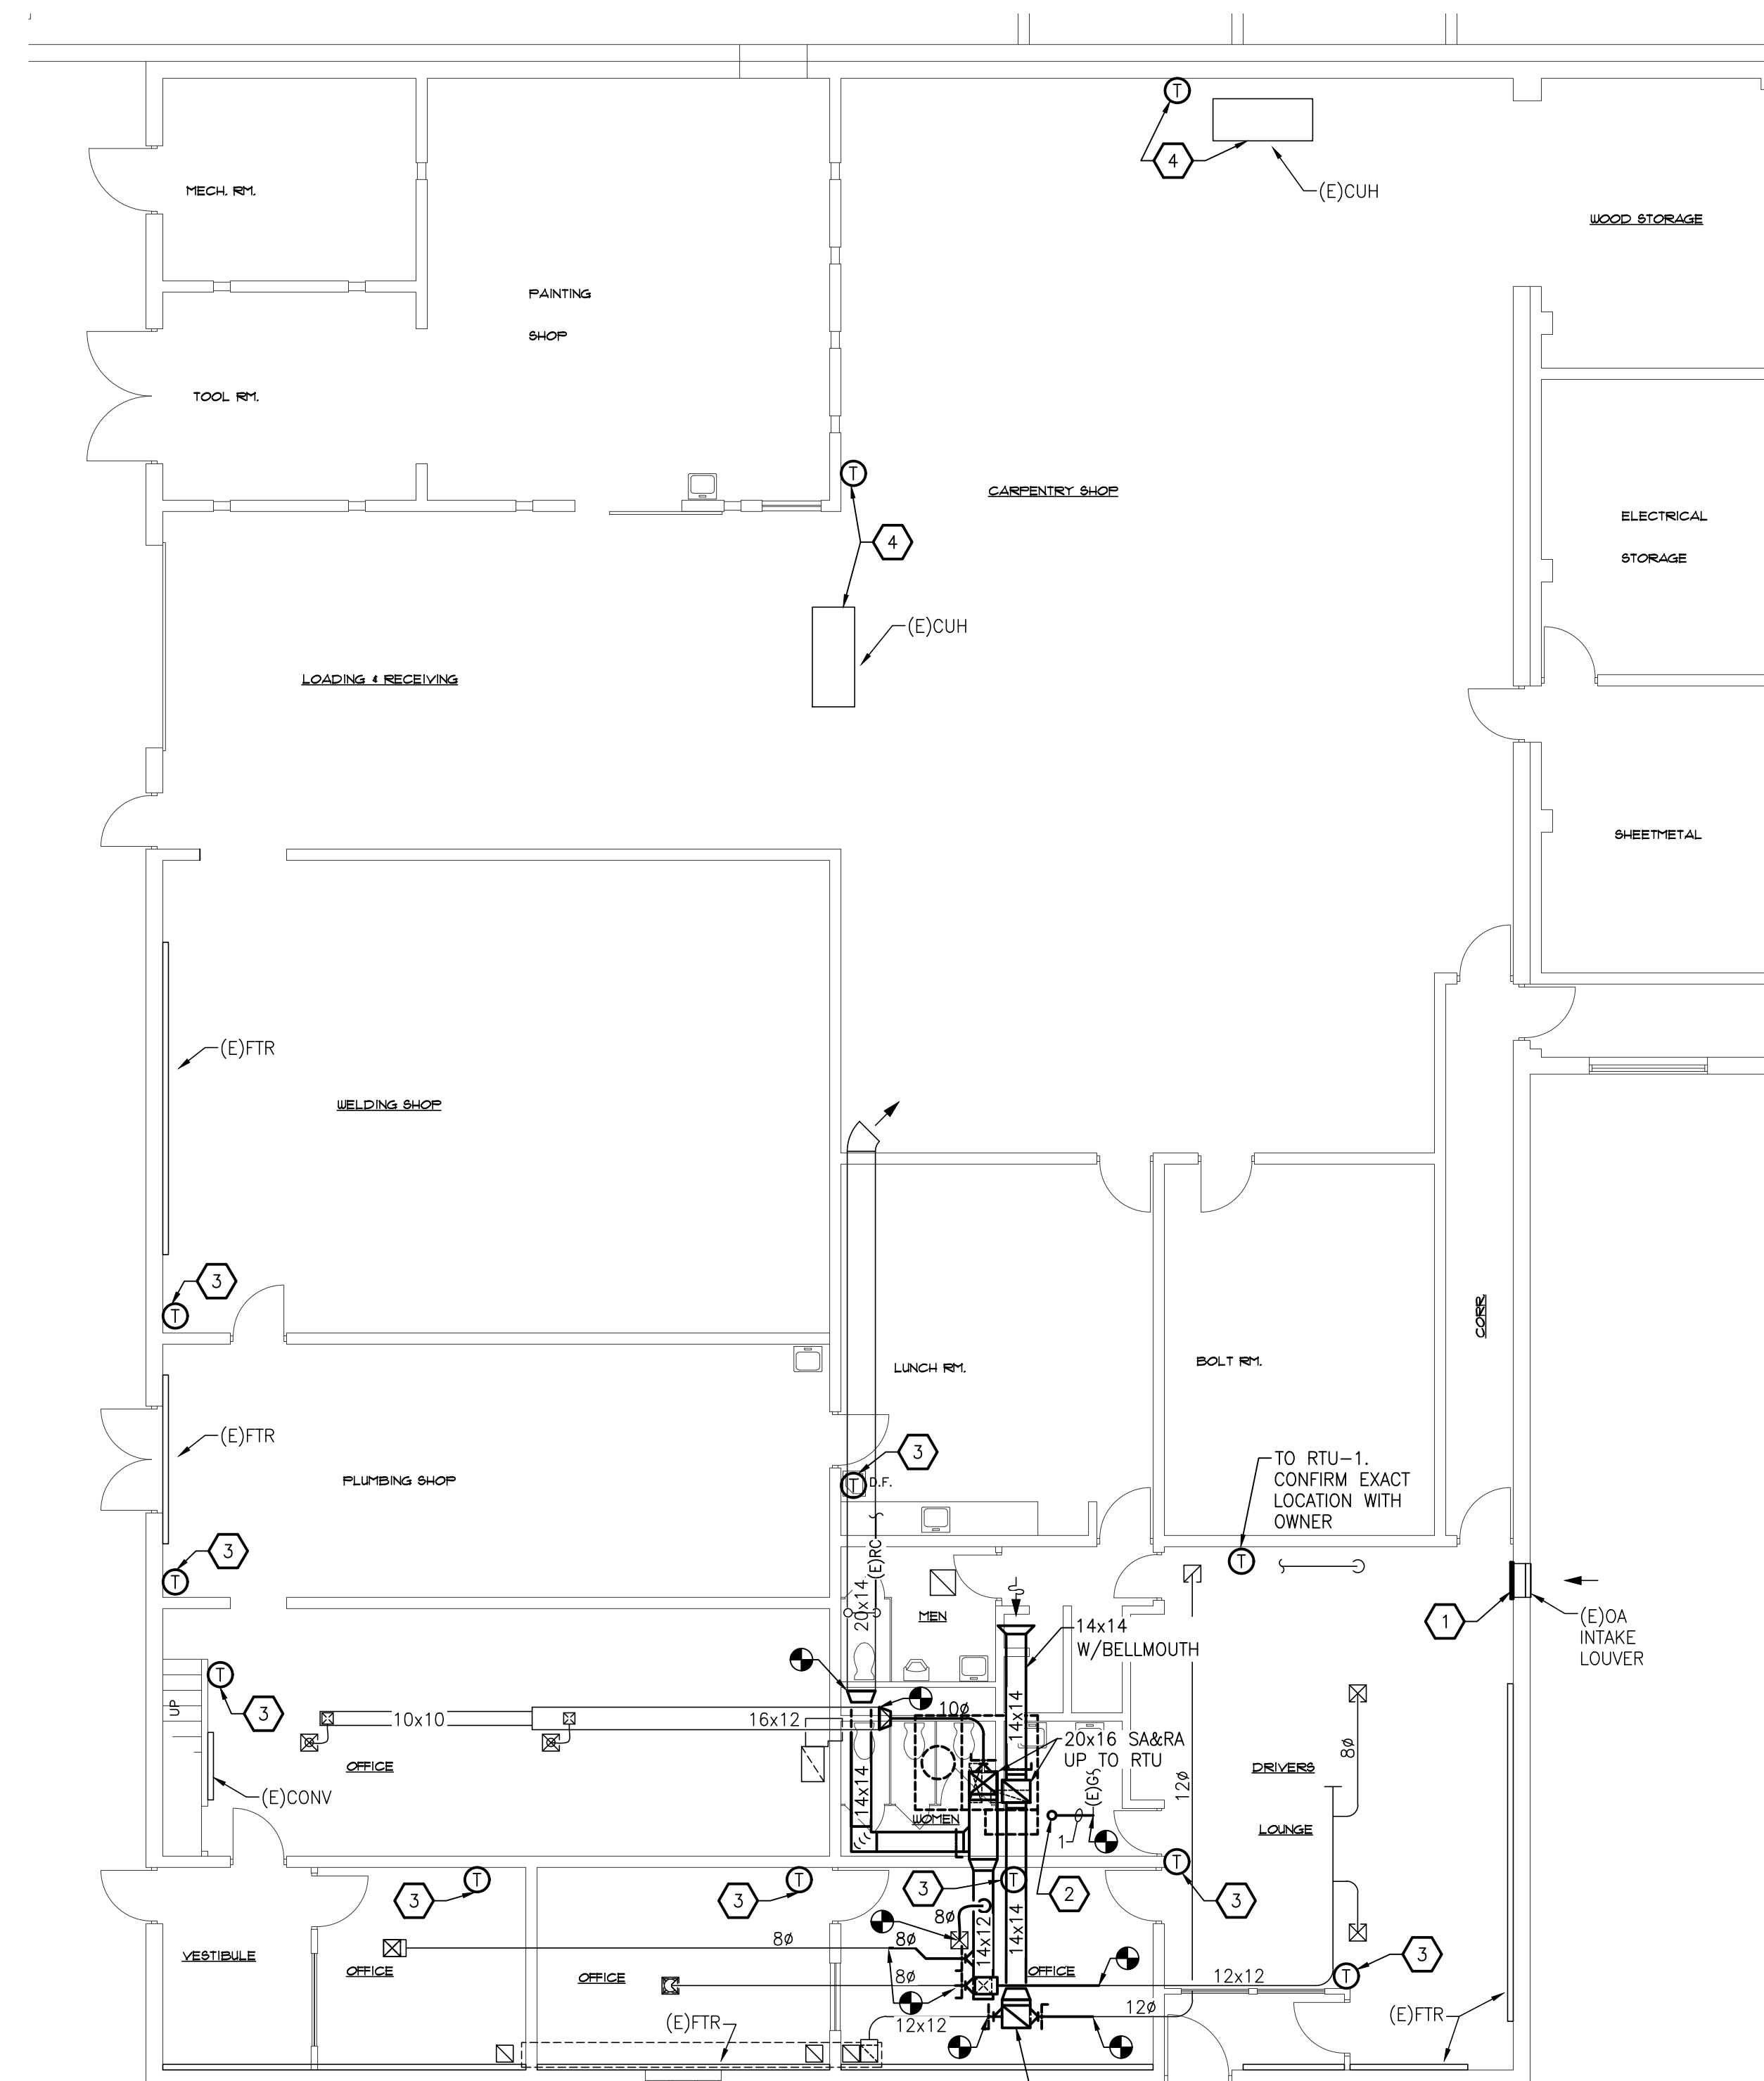 T
4
(E)CUH
MECH. RM.
WOOD STORAGE
PAINTING
SHOP
TOOL RM.
T
CARPENTRY SHOP
4
ELECTRICAL
STORAGE
(E)CUH
LOADING & RECEIVING
SHEETMETAL
(E)FTR
WELDING SHOP
3
T
CORR.
LUNCH RM.
BOLT RM.
(E)FTR
3
TO RTU-1.
CONFIRM EXACT
LOCATION WITH
OWNER
PLUMBING SHOP
T
D.F.
3
T
T
(E)RC
20x14
MEN
1
(E)OA
INTAKE
LOUVER
14x14
W/BELLMOUTH
T
3
UP
10x10
16x12
10ø
14x14
20x16 SA&RA
UP TO RTU
OFFICE
8ø
DRIVERS
12ø
(E)CONV
14x14
(E)GS
WOMEN
1
LOUNGE
T
3
T
3
T
3
T
3
T
2
3
8ø
8ø
8ø
14x12
14x14
VESTIBULE
OFFICE
OFFICE
8ø
OFFICE
12x12
T
3
(E)FTR
12x12
12ø
(E)FTR